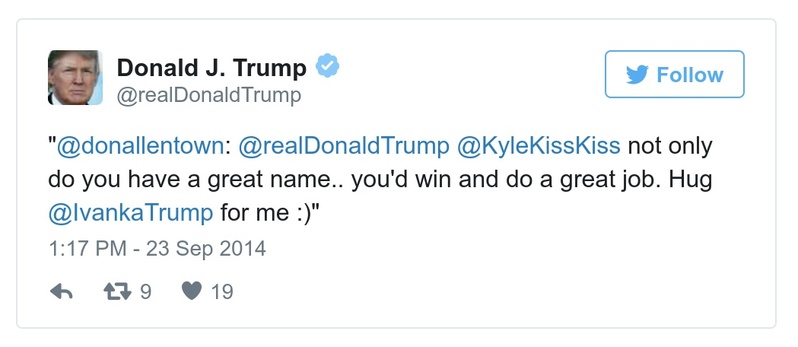 Donald J. Trump
@realDonaldTrump
Follow
"@donallentown: @realDonaldTrump @KyleKissKiss not only
do you have a great name.. you'd win and do a great job. Hug
@IvankaTrump for me :)"
1:17 PM - 23 Sep 2014
9 19